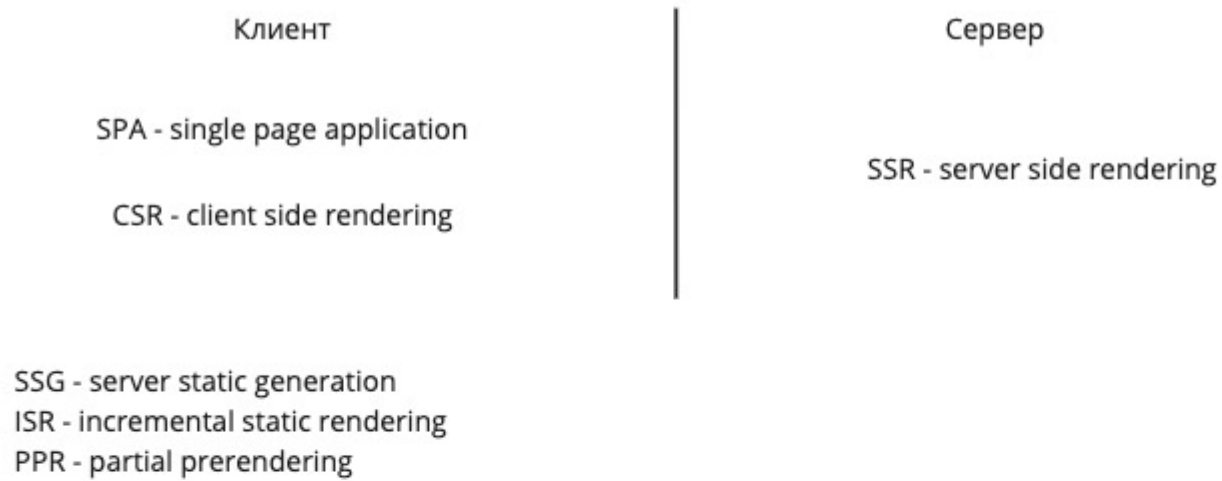 Клиент
Сервер
SPA - single page application
SSR - server side rendering
CSR - client side rendering
SSG - server static generation
ISR - incremental static rendering
PPR - partial prerendering